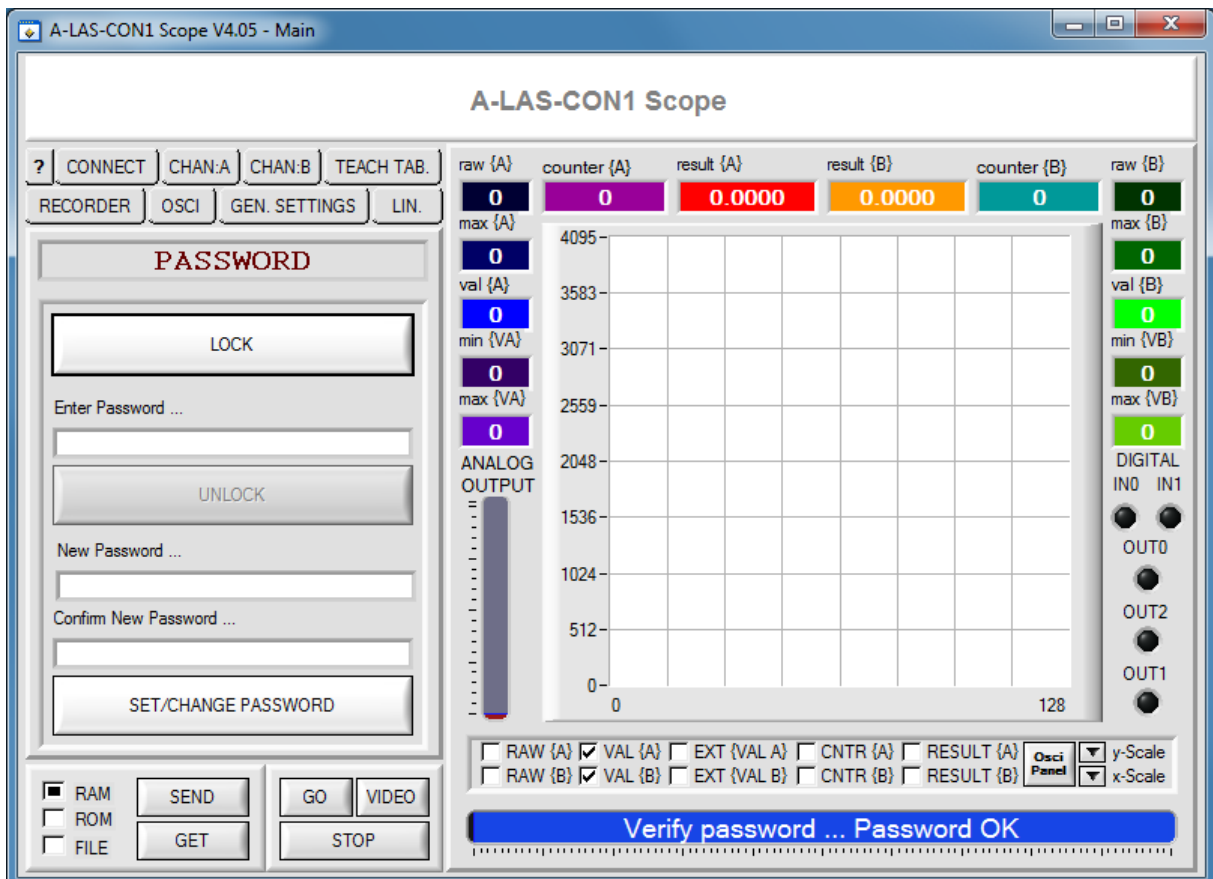 A-LAS-CON1 Scope V4.05 - Main
A-LAS-CON1 Scope
? CONNECT CHAN:A CHAN:B TEACH TAB.
RECORDER OSCI GEN. SETTINGS LIN.
PASSWORD
LOCK
Enter Password ...
UNLOCK
New Password ...
Confirm New Password ...
SET/CHANGE PASSWORD
RAM
ROM
FILE
SEND
GET
GO VIDEO
STOP
raw {A} counter {A} result {A} result {B} counter {B} raw {B}
0 0 0.0000 0.0000 0 0
max {A}
0
val {A}
0
min {VA}
0
max {VA}
0
ANALOG
OUTPUT
4095
3583
3071
2559
2048
1536
1024
512
0
0 128
max {B}
0
val {B}
0
min {VB}
0
max {VB}
0
DIGITAL
IN0 IN1
OUT0
OUT2
OUT1
RAW {A} VAL {A} EXT {VAL A} CNTR {A} RESULT {A}
RAW {B} VAL {B} EXT {VAL B} CNTR {B} RESULT {B}
Osci
Panel
y-Scale
x-Scale
Verify password ... Password OK